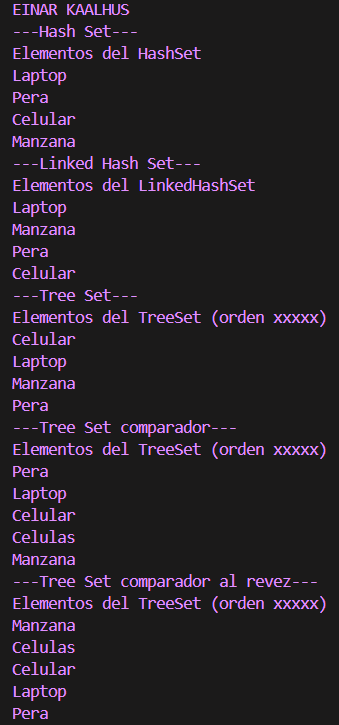 EINAR KAALHUS
---Hash Set---
Elementos del HashSet
Laptop
Pera
Celular
Manzana
---Linked Hash Set---
Elementos del LinkedHashSet
Laptop
Manzana
Pera
Celular
---Tree Set---
Elementos del TreeSet (orden xxxxx)
Celular
Laptop
Manzana
Pera
---Tree Set comparador---
Elementos del TreeSet (orden xxxxx)
Pera
Laptop
Celular
Celulas
Manzana
---Tree Set comparador al revez---
Elementos del TreeSet (orden xxxxx)
Manzana
Celulas
Celular
Laptop
Pera